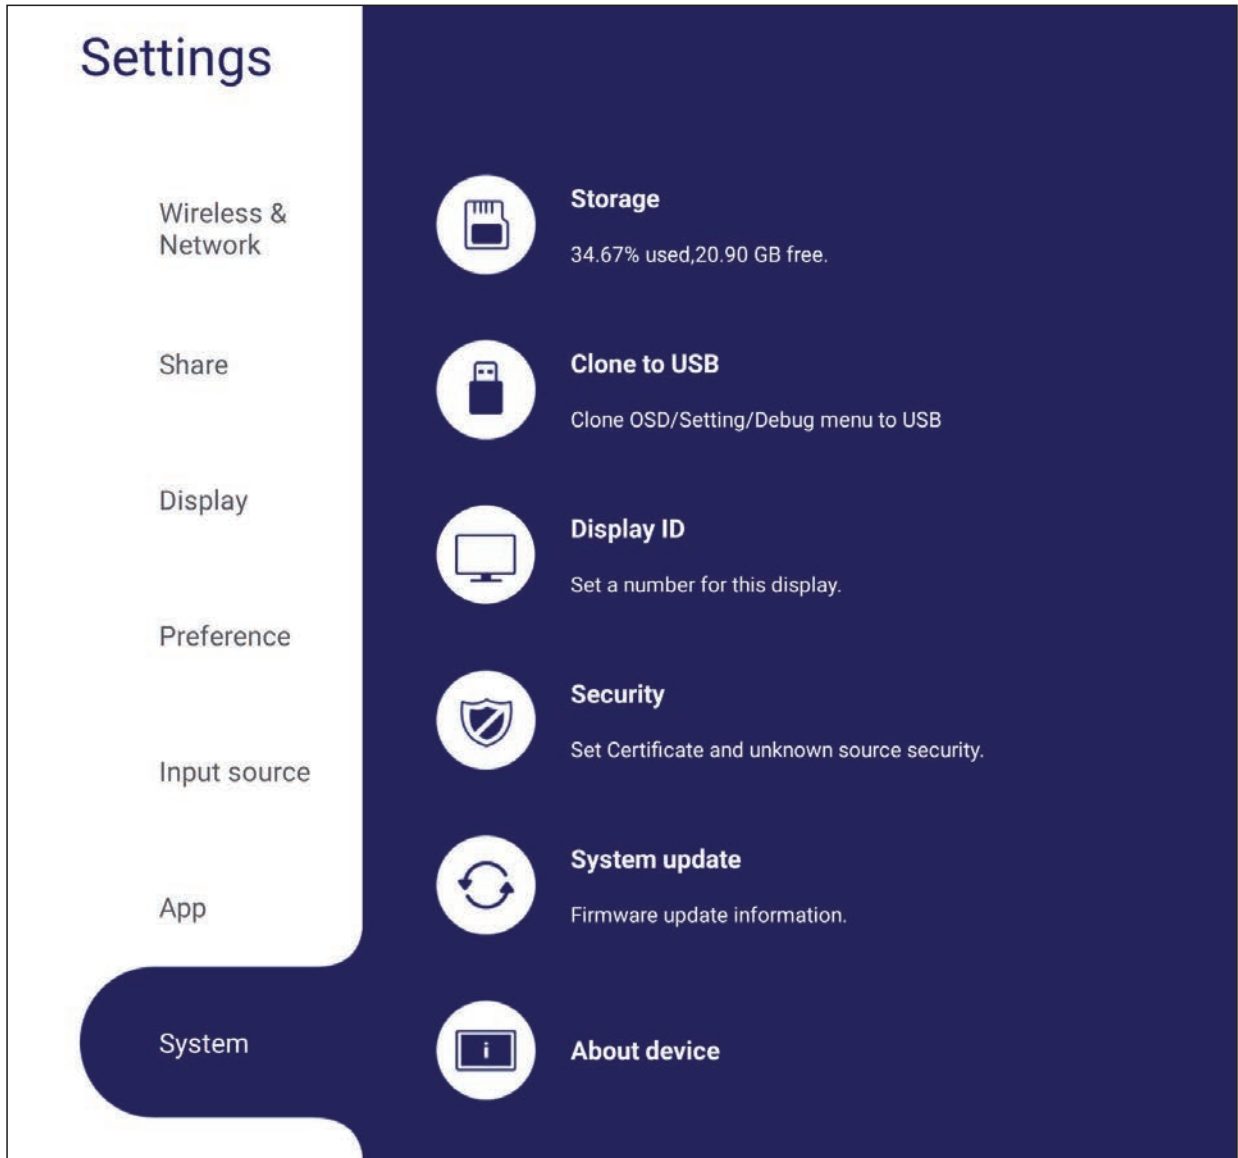 Settings
Wireless &
Network
Share
Display
Preference
Input source
App
System
Storage
34.67% used,20.90 GB free.
Clone to USB
Clone OSD/Setting/Debug menu to USB
Display ID
Set a number for this display.
Security
Set Certificate and unknown source security.
System update
Firmware update information.
i
About device